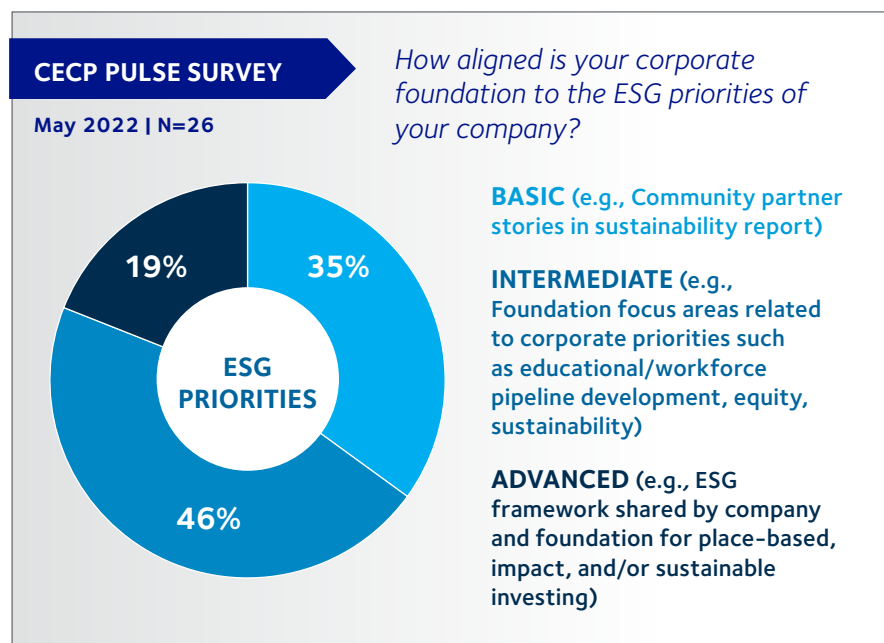 CECP PULSE SURVEY
May 2022 | N=26
How aligned is your corporate
foundation to the ESG priorities of
your company?
19%
35%
ESG
PRIORITIES
46%
BASIC (e.g., Community partner
stories in sustainability report)
INTERMEDIATE (e.g.,
Foundation focus areas related
to corporate priorities such
as educational/workforce
pipeline development, equity,
sustainability)
ADVANCED (e.g., ESG
framework shared by company
and foundation for place-based,
impact, and/or sustainable
investing)